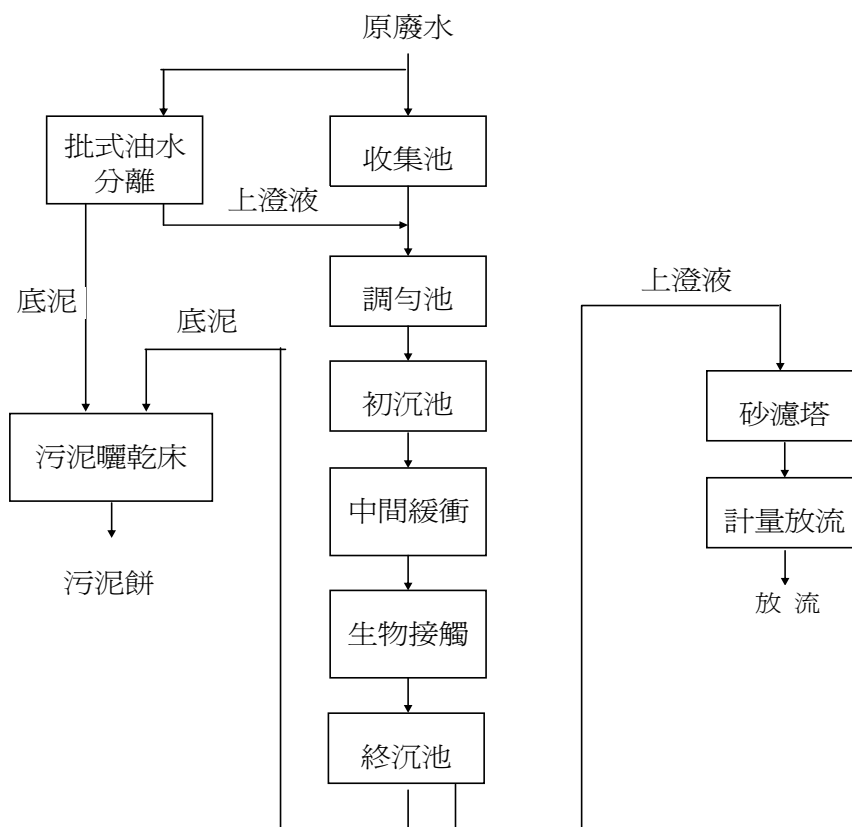 原廢水
批式油水
分離
收集池
上澄液
調勻池
上澄液
底泥
底泥
初沉池
砂濾塔
污泥曬乾床
中間緩衝
計量放流
污泥餅
放 流
生物接觸
終沉池